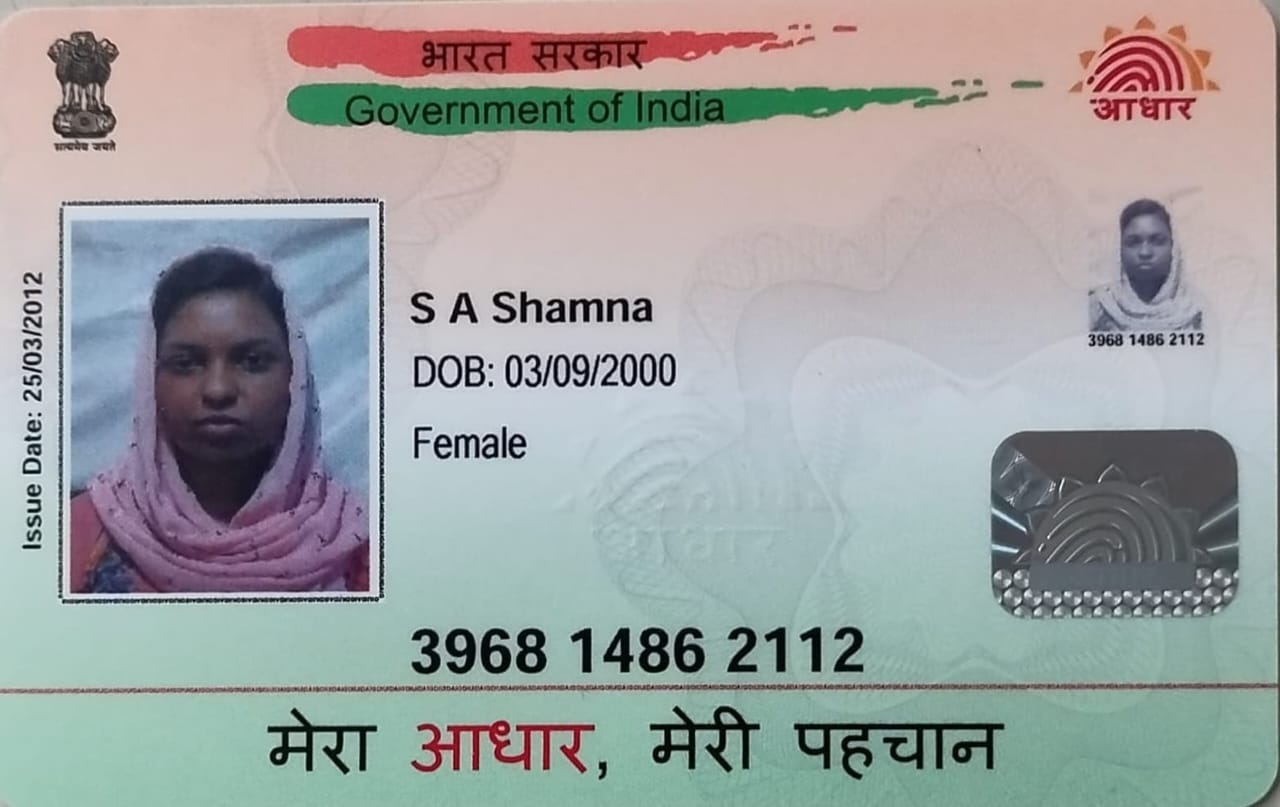 भारत सरकार
Government of India
सत्यमेव जयते
आधार
Issue Date: 25/03/2012
S A Shamna
DOB: 03/09/2000
Female
3968 1486 2112
3968 1486 2112
मेरा आधार, मेरी पहचान